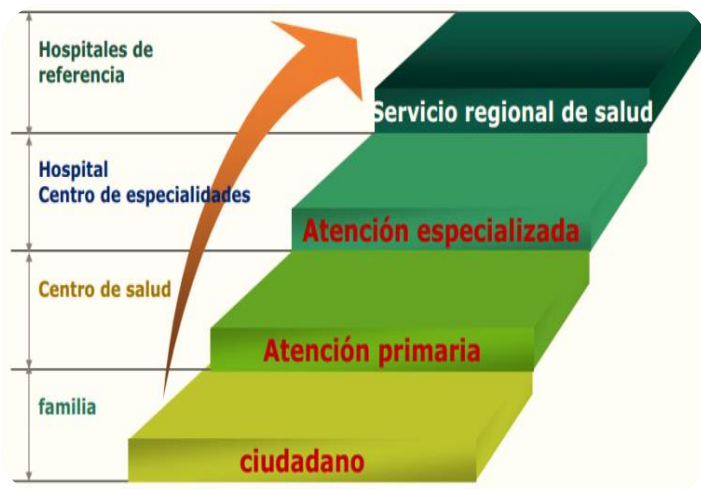 Hospitales de
referencia
Servicio regional de salud
Hospital
Centro de especialidades
Atención especializada
Centro de salud
Atención primaria
familia
ciudadano